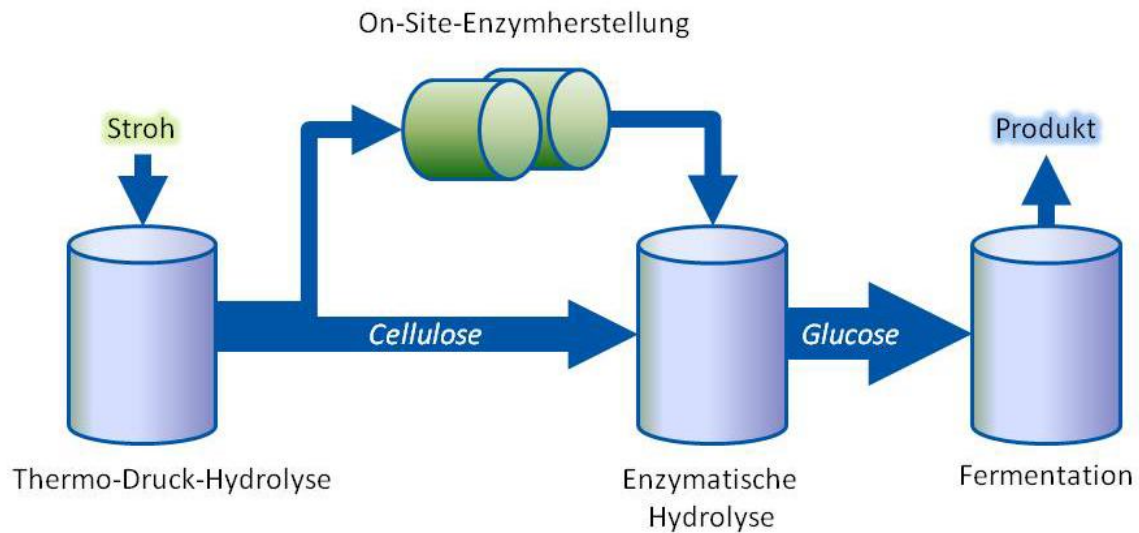 On-Site-Enzymherstellung
Stroh
Produkt
Cellulose
Glucose
Thermo-Druck-Hydrolyse
Enzymatische
Hydrolyse
Fermentation